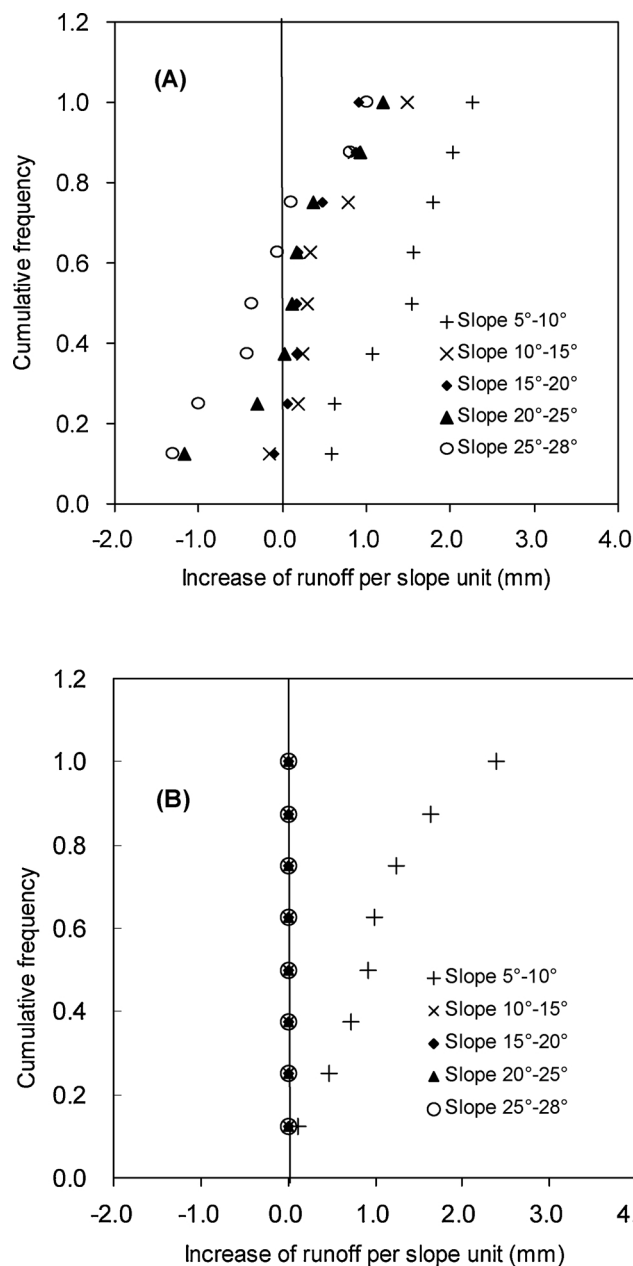 (A)
Cumulative frequency
1.2
1.0
0.8
0.6
0.4
0.2
0.0
-2.0 -1.0 0.0 1.0 2.0 3.0 4.0
Slope 5°-10°
Slope 10°-15°
Slope 15°-20°
Slope 20°-25°
Slope 25°-28°
Increase of runoff per slope unit (mm)
(B)
Cumulative frequency
1.2
1.0
0.8
0.6
0.4
0.2
0.0
-2.0 -1.0 0.0 1.0 2.0 3.0 4.0
Slope 5°-10°
Slope 10°-15°
Slope 15°-20°
Slope 20°-25°
Slope 25°-28°
Increase of runoff per slope unit (mm)